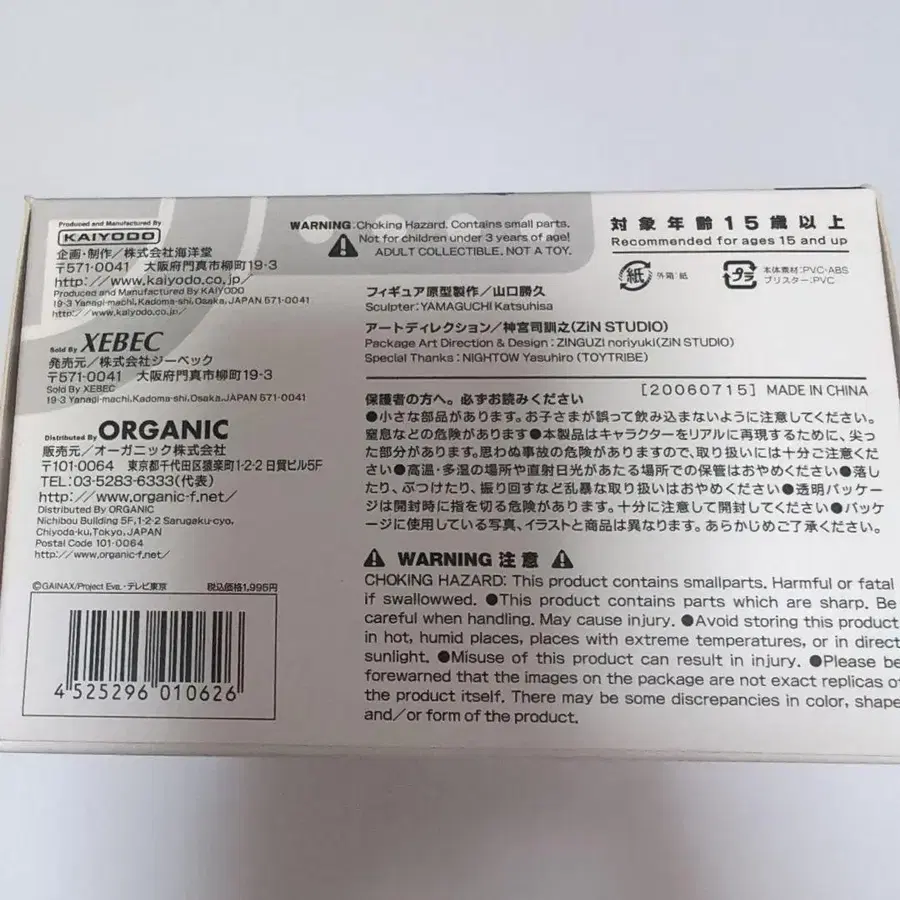 Produced and Manufactured By
KAIYODO
企画・制作／株式会社海洋堂
〒571-0041 大阪府門真市柳町19-3
http://www.kaiyodo.co.jp/
Produced and Manufactured By KAIYODO
19-3 Yanagi-machi, Kadoma-shi, Osaka, JAPAN 571-0041
http://www.kaiyodo.co.jp/
Sold By XEBEC
発売元／株式会社ジーベック
〒571-0041 大阪府門真市柳町19-3
Sold By XEBEC
19-3 Yanagi-machi, Kadoma-shi, Osaka, JAPAN 571-0041
Distributed By ORGANIC
販売元／オーガニック株式会社
〒101-0064 東京都千代田区猿楽町1-2-2 日貿ビル5F
TEL:03-5283-6333(代表)
http://www.organic-f.net/
Distributed By ORGANIC
Nichibou Building 5F, 1-2-2 Sarugaku-cyo,
Chiyoda-ku, Tokyo, JAPAN
Postal Code 101-0064
http://www.organic-f.net/
©GAINAX/Project Eva.・テレビ東京 税込価格1,995円
4 525296 010626
WARNING: Choking Hazard. Contains small parts.
Not for children under 3 years of age!
ADULT COLLECTIBLE. NOT A TOY.
対象年齢15歳以上
Recommended for ages 15 and up
紙 外箱：紙
プラ 本体素材：PVC・ABS
ブリスター：PVC
フィギュア原型製作／山口勝久
Sculpter: YAMAGUCHI Katsuhisa
アートディレクション／神宮司訓之(ZiN STUDIO)
Package Art Direction & Design : ZINGUZI noriyuki(ZiN STUDIO)
Special Thanks : NIGHTOW Yasuhiro (TOYTRIBE)
[20060715] MADE IN CHINA
保護者の方へ。必ずお読みください
●小さな部品があります。お子さまが誤って飲み込まないように注意してください。
窒息などの危険があります●本製品はキャラクターをリアルに再現するために、尖っ
た部分があります。思わぬ事故の危険がありますので、取り扱いには十分ご注意くだ
さい●高温・多湿の場所や直射日光があたる場所での保管はおやめください●落し
たり、ぶつけたり、振り回すなど乱暴な取り扱いはおやめください●透明パッケー
ジは開封時に指を切る危険があります。十分に注意して開封してください●パッケ
ージに使用している写真、イラストと商品は異なります。あらかじめご了承ください。
WARNING 注意
CHOKING HAZARD: This product contains smallparts. Harmful or fatal
if swallowwed. ●This product contains parts which are sharp. Be
careful when handling. May cause injury. ●Avoid storing this product
in hot, humid places, places with extreme temperatures, or in direct
sunlight. ●Misuse of this product can result in injury. ●Please be
forewarned that the images on the package are not exact replicas of
the product itself. There may be some discrepancies in color, shape
and/or form of the product.